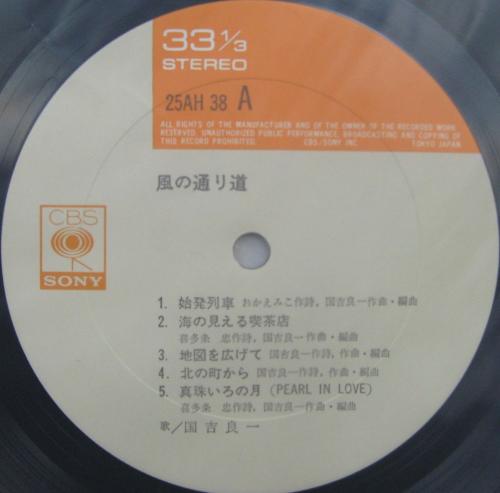 33 1/3
STEREO
25AH 38 A
ALL RIGHTS OF THE MANUFACTURER AND OF THE OWNER OF THE RECORDED WORK
RESERVED. UNAUTHORIZED PUBLIC PERFORMANCE, BROADCASTING AND COPYING OF
THIS RECORD PROHIBITED. CBS/SONY INC TOKYO JAPAN
風の通り道
CBS
SONY
1. 始発列車 おかえみこ作詩, 国吉良一作曲・編曲
2. 海の見える喫茶店
喜多条 忠作詩, 国吉良一作曲・編曲
3. 地図を広げて 国吉良一作詩, 作曲・編曲
4. 北の町から 国吉良一作詩, 作曲・編曲
5. 真珠いろの月 (PEARL IN LOVE)
喜多条 忠作詩, 国吉良一作曲・編曲
歌/国吉良一